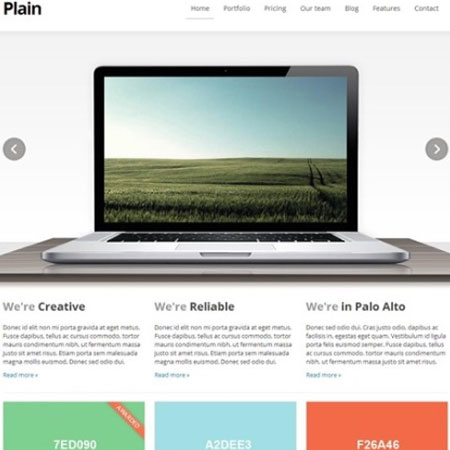 Plain
Home Portfolio Pricing Our team Blog Features Contact
We're Creative
Donec id elit non mi porta gravida at eget metus.
Fusce dapibus, tellus ac cursus commodo, tortor
mauris condimentum nibh, ut fermentum massa
justo sit amet risus. Etiam porta sem malesuada
magna mollis euismod. Donec sed odio dui.
Read more »
We're Reliable
Donec id elit non mi porta gravida at eget metus.
Fusce dapibus, tellus ac cursus commodo, tortor
mauris condimentum nibh, ut fermentum massa
justo sit amet risus. Etiam porta sem malesuada
magna mollis euismod. Donec sed odio dui.
Read more »
We're in Palo Alto
Donec sed odio dui. Cras justo odio, dapibus ac
facilisis in, egestas eget quam. Vestibulum id ligula
porta felis euismod semper. Fusce dapibus, tellus
ac cursus commodo, tortor mauris condimentum
nibh, ut fermentum massa justo sit amet risus.
Read more »
AWARDED
7ED090
A2DEE3
F26A46